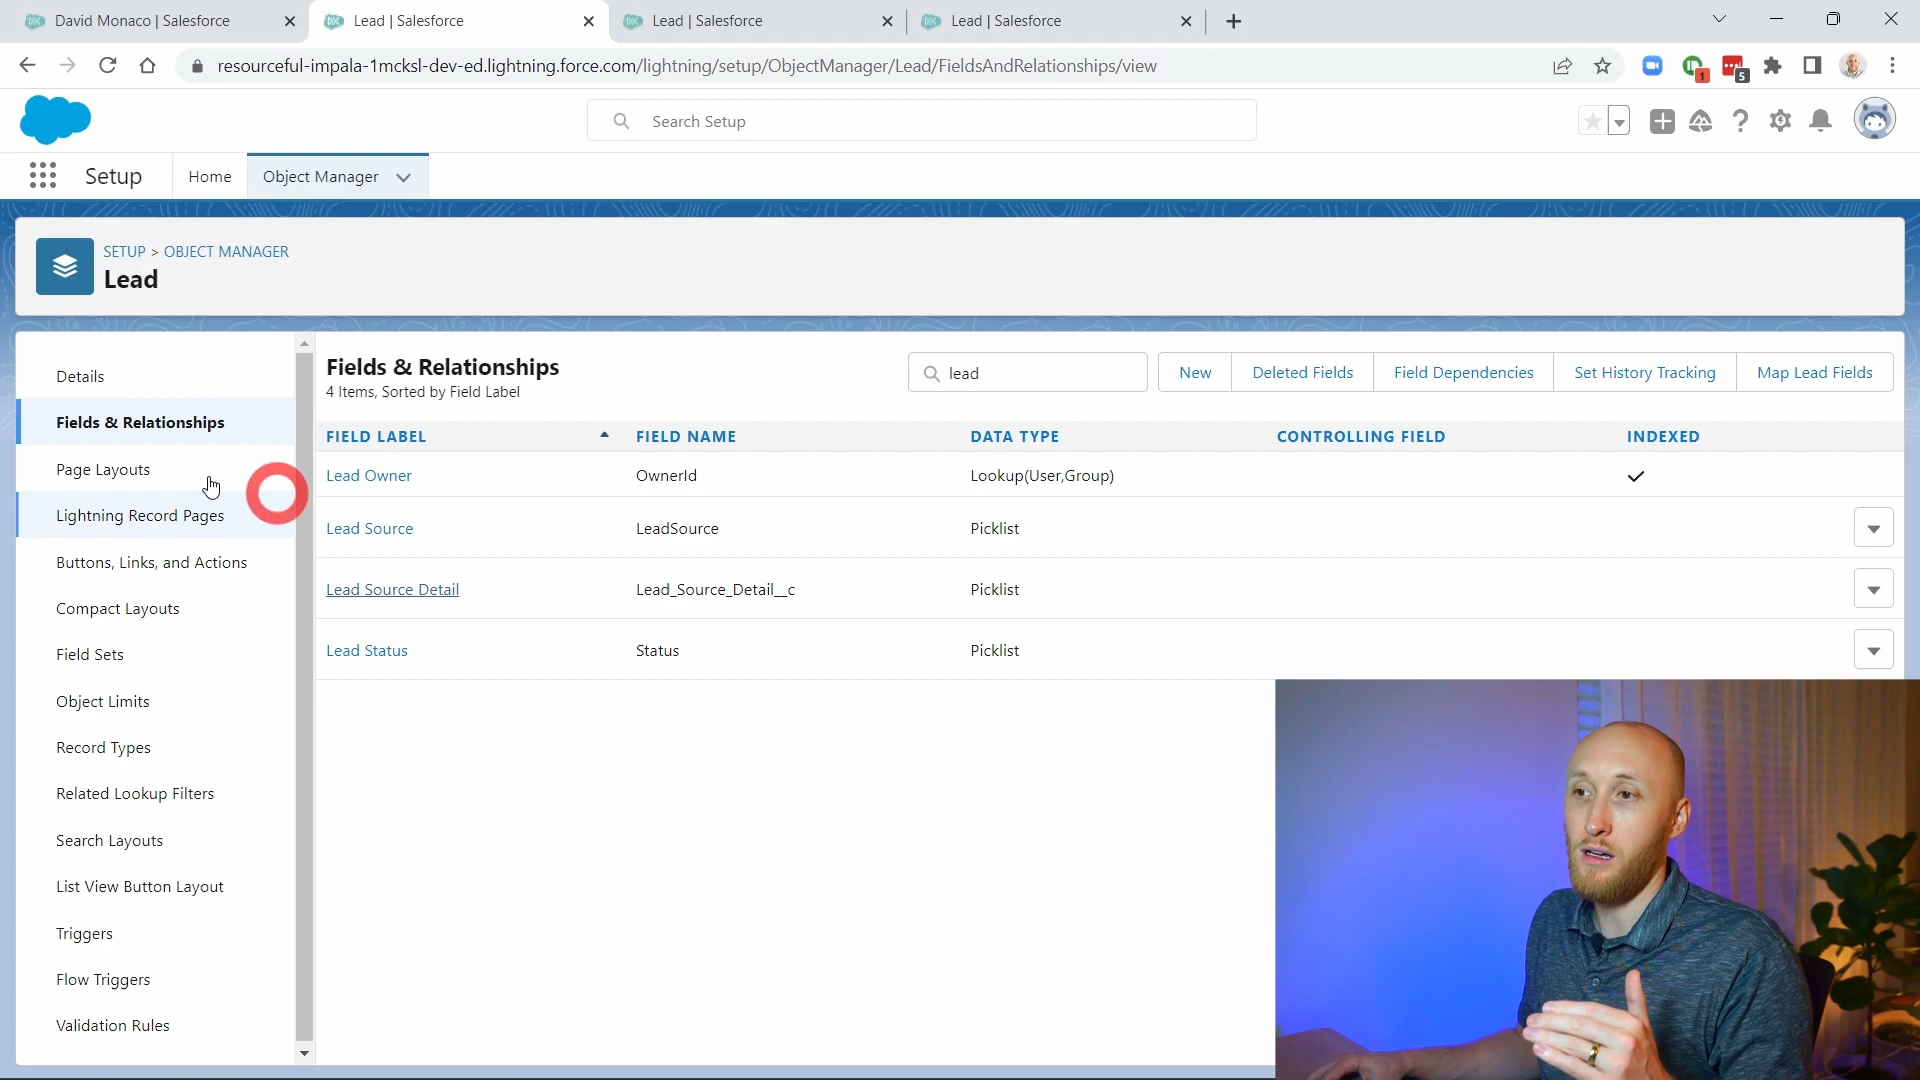 David Monaco | Salesforce
Lead | Salesforce
Lead | Salesforce
Lead | Salesforce
resourceful-impala-1mcksl-dev-ed.lightning.force.com/lightning/setup/ObjectManager/Lead/FieldsAndRelationships/view
1
5
Search Setup
Setup
Home
Object Manager
SETUP > OBJECT MANAGER
Lead
Details
Fields & Relationships
Page Layouts
Lightning Record Pages
Buttons, Links, and Actions
Compact Layouts
Field Sets
Object Limits
Record Types
Related Lookup Filters
Search Layouts
List View Button Layout
Triggers
Flow Triggers
Validation Rules
Fields & Relationships
4 Items, Sorted by Field Label
lead
New
Deleted Fields
Field Dependencies
Set History Tracking
Map Lead Fields
FIELD LABEL FIELD NAME DATA TYPE CONTROLLING FIELD INDEXED
Lead Owner OwnerId Lookup(User,Group)
Lead Source LeadSource Picklist
Lead Source Detail Lead_Source_Detail__c Picklist
Lead Status Status Picklist